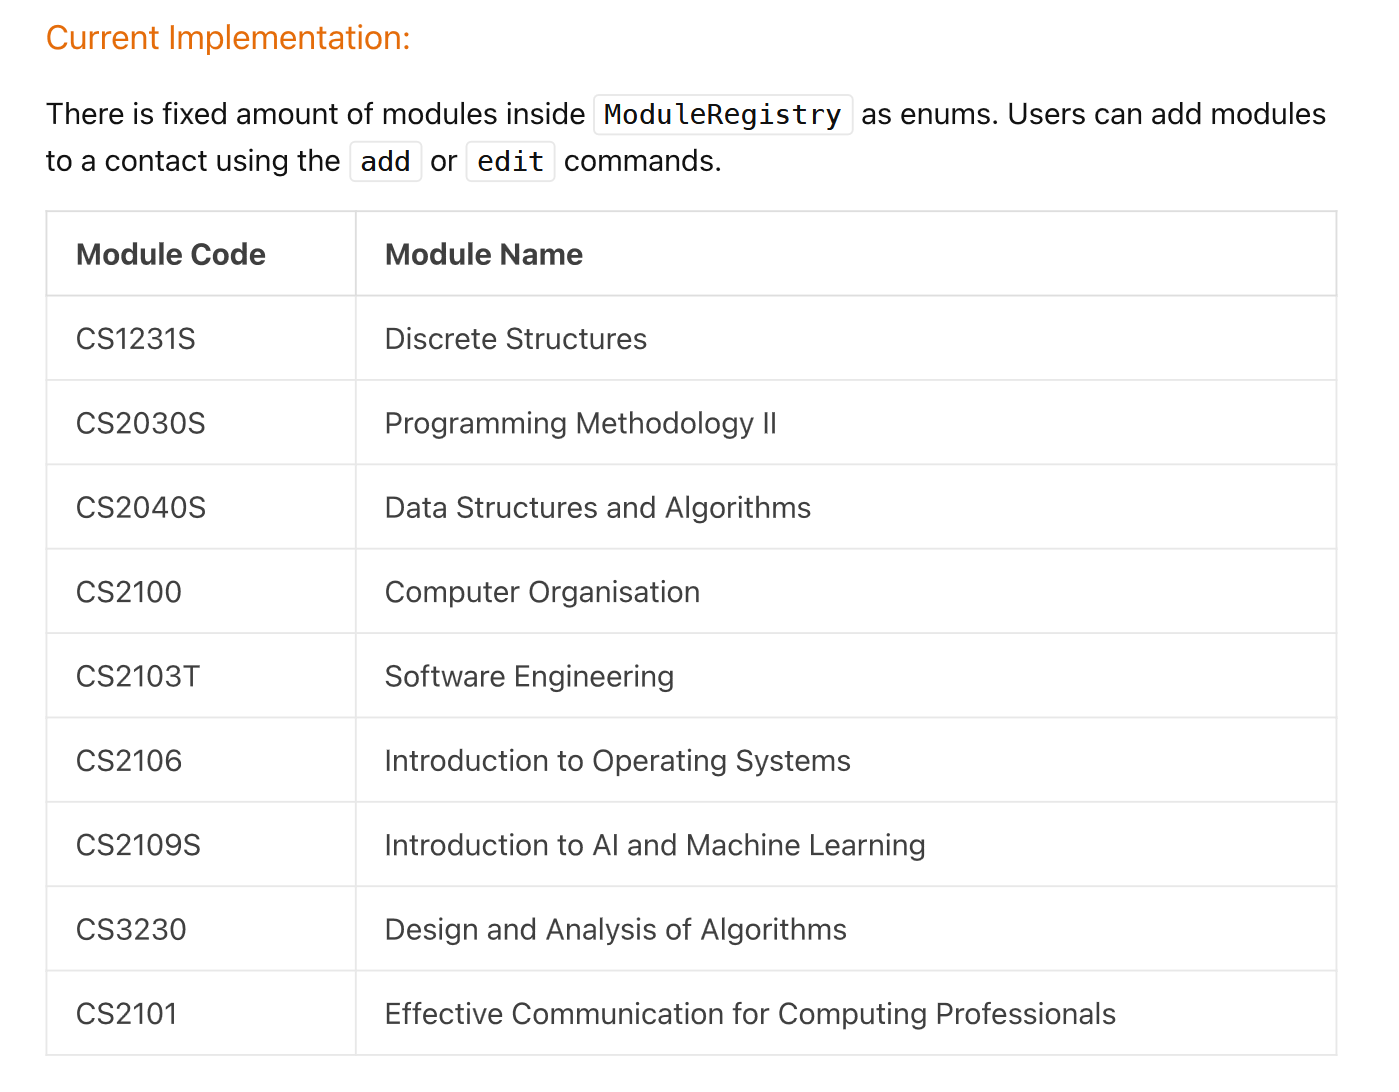 Current Implementation:
There is fixed amount of modules inside ModuleRegistry as enums. Users can add modules
to a contact using the add or edit commands.
Module Code Module Name
CS1231S Discrete Structures
CS2030S Programming Methodology II
CS2040S Data Structures and Algorithms
CS2100 Computer Organisation
CS2103T Software Engineering
CS2106 Introduction to Operating Systems
CS2109S Introduction to AI and Machine Learning
CS3230 Design and Analysis of Algorithms
CS2101 Effective Communication for Computing Professionals